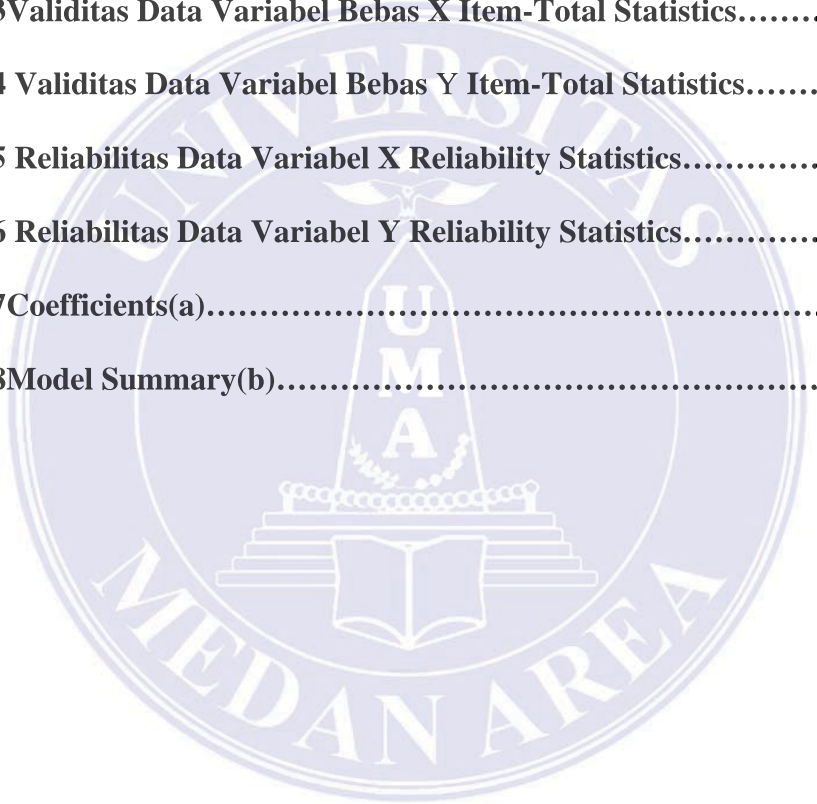 3Validitas Data Variabel Bebas X Item-Total Statistics……..
4 Validitas Data Variabel Bebas Y Item-Total Statistics…….
5 Reliabilitas Data Variabel X Reliability Statistics…………..
6 Reliabilitas Data Variabel Y Reliability Statistics…………..
7Coefficients(a)…………………………………………………….
8Model Summary(b)……………………………………………….
UNIVERSITAS
UMA
MEDAN AREA